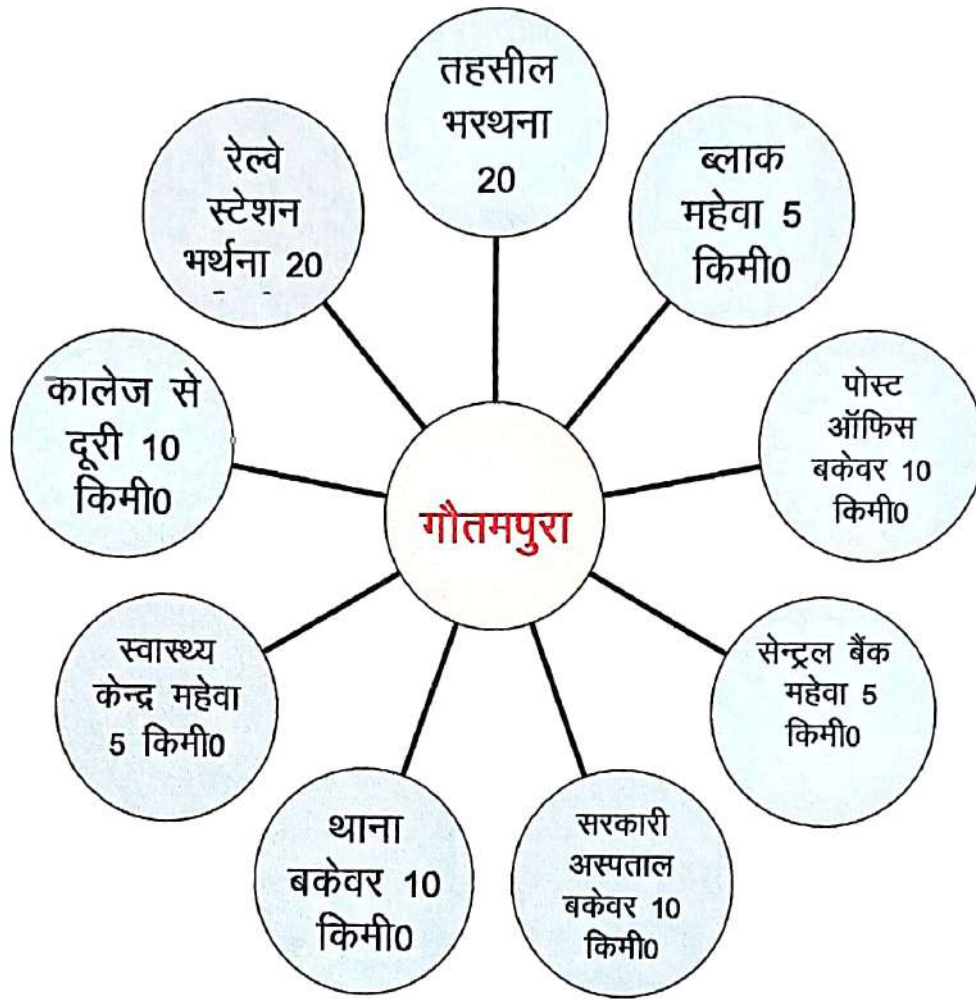 तहसील
भरथना
20
ब्लाक
महेवा 5
किमी0
पोस्ट
ऑफिस
बकेवर 10
किमी0
सेन्ट्रल बैंक
महेवा 5
किमी0
सरकारी
अस्पताल
बकेवर 10
किमी0
थाना
बकेवर 10
किमी0
स्वास्थ्य
केन्द्र महेवा
5 किमी0
कालेज से
दूरी 10
किमी0
रेल्वे
स्टेशन
भर्थना 20
गौतमपुरा